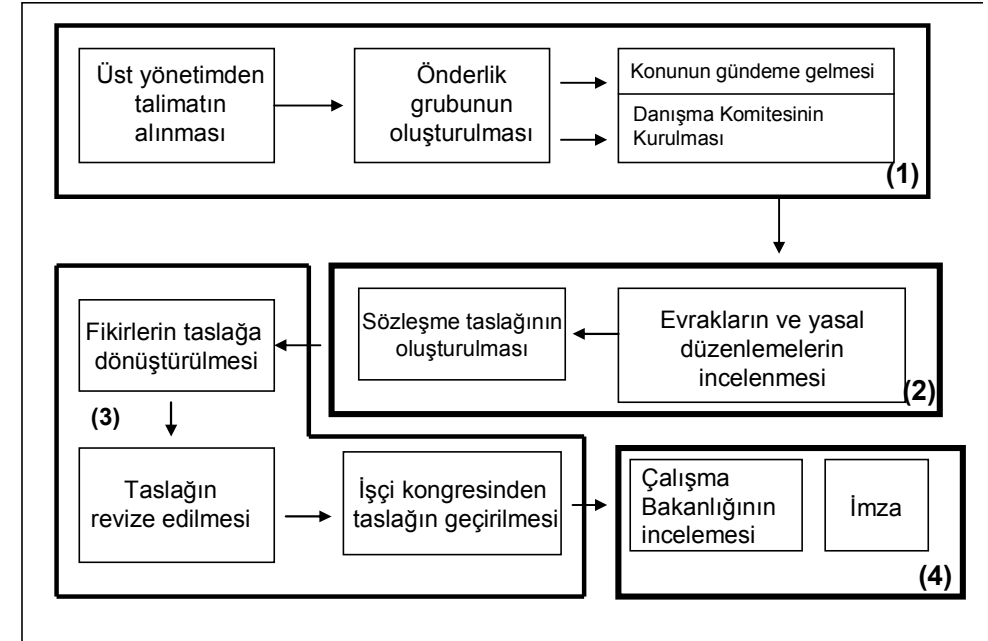 Üst yönetimden
talimatın
alınması
Önderlik
grubunun
oluşturulması
Konunun gündeme gelmesi
Danışma Komitesinin
Kurulması
(1)
Evrakların ve yasal
düzenlemelerin
incelenmesi
Sözleşme taslağının
oluşturulması
(2)
Fikirlerin taslağa
dönüştürülmesi
(3)
Taslağın
revize edilmesi
İşçi kongresinden
taslağın geçirilmesi
Çalışma
Bakanlığının
incelemesi
İmza
(4)